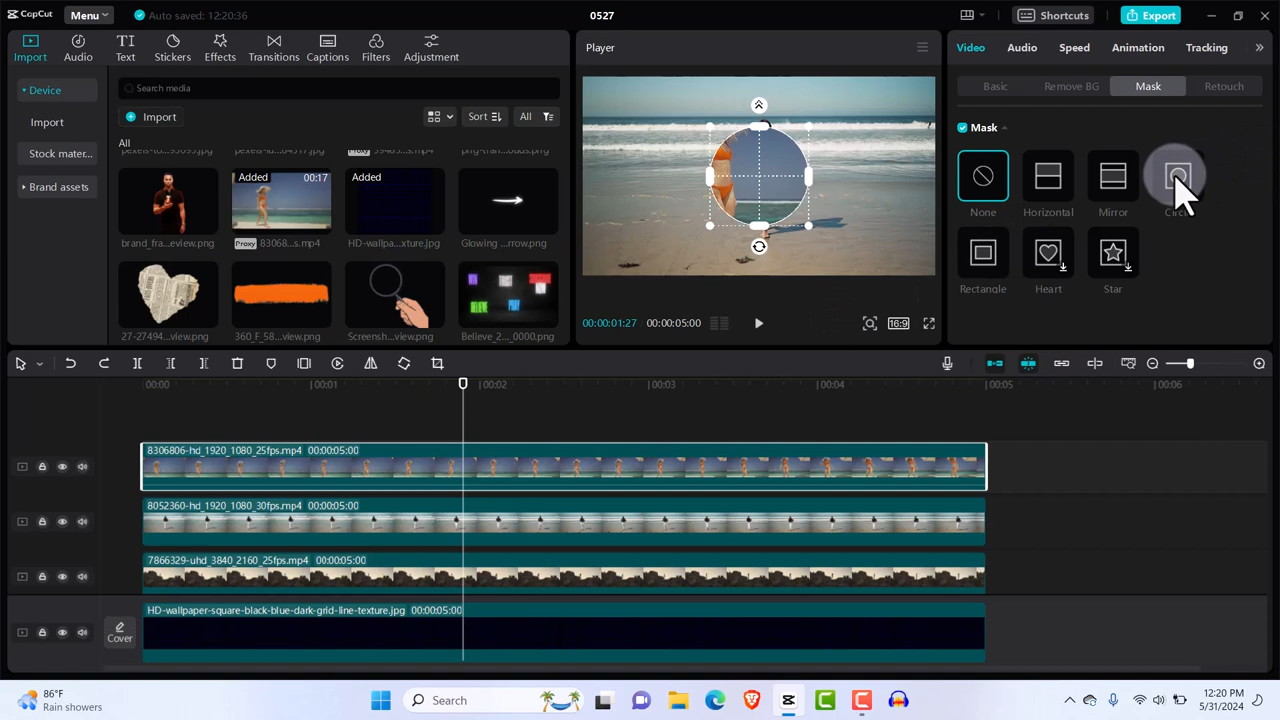 CapCut
Menu
Auto saved: 12:20:36
0527
Shortcuts
Export
Import
Audio
Text
Stickers
Effects
Transitions
Captions
Filters
Adjustment
Player
Video
Audio
Speed
Animation
Tracking
Device
Search media
Basic
Remove BG
Mask
Retouch
Import
Import
Sort
All
Mask
Stock mater...
All
Brand assets
Added
00:17
Added
brand_fra...eview.png
Proxy
83068...s.mp4
HD-wallpa...xture.jpg
Glowing ...rrow.png
None
Horizontal
Mirror
Circle
Rectangle
Heart
Star
27-27494...view.png
360_F_58...view.png
Screensh...view.png
Believe_2..._0000.png
00:00:01:27
00:00:05:00
16:9
00:00
00:01
00:02
00:03
00:04
00:05
00:06
8306806-hd_1920_1080_25fps.mp4 00:00:05:00
8052360-hd_1920_1080_30fps.mp4 00:00:05:00
7866329-uhd_3840_2160_25fps.mp4 00:00:05:00
HD-wallpaper-square-black-blue-dark-grid-line-texture.jpg 00:00:05:00
Cover
86°F
Rain showers
Search
12:20 PM
5/31/2024